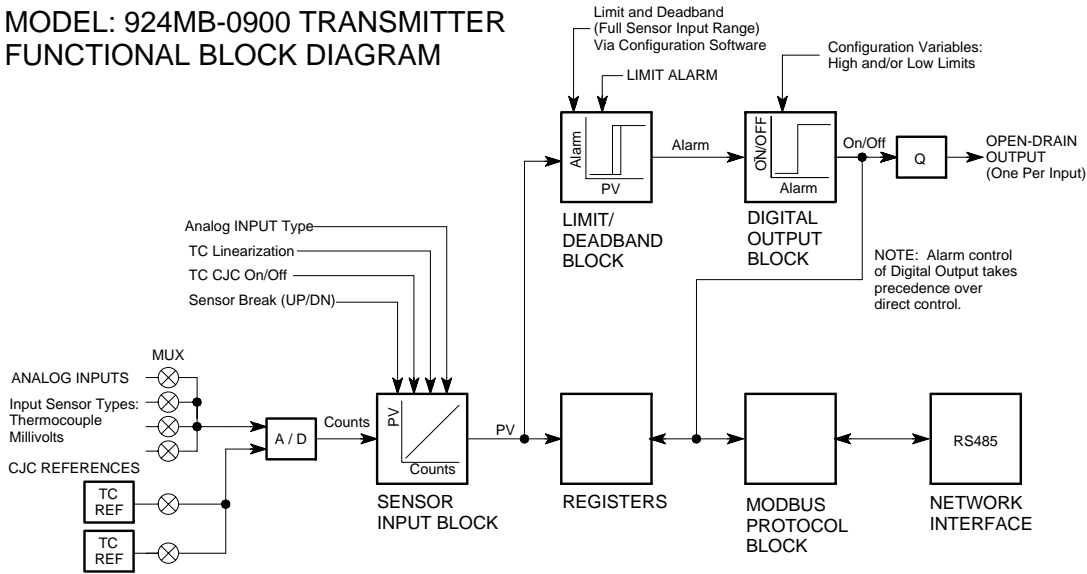 MODEL: 924MB-0900 TRANSMITTER
FUNCTIONAL BLOCK DIAGRAM
Limit and Deadband
(Full Sensor Input Range)
Via Configuration Software
LIMIT ALARM
Configuration Variables:
High and/or Low Limits
Alarm
PV
Alarm
ON/OFF
Alarm
On/Off
Q
OPEN-DRAIN
OUTPUT
(One Per Input)
LIMIT/
DEADBAND
BLOCK
DIGITAL
OUTPUT
BLOCK
NOTE: Alarm control
of Digital Output takes
precedence over
direct control.
Analog INPUT Type
TC Linearization
TC CJC On/Off
Sensor Break (UP/DN)
MUX
ANALOG INPUTS
Input Sensor Types:
Thermocouple
Millivolts
CJC REFERENCES
TC
REF
TC
REF
A / D
Counts
PV
Counts
SENSOR
INPUT BLOCK
PV
REGISTERS
MODBUS
PROTOCOL
BLOCK
RS485
NETWORK
INTERFACE